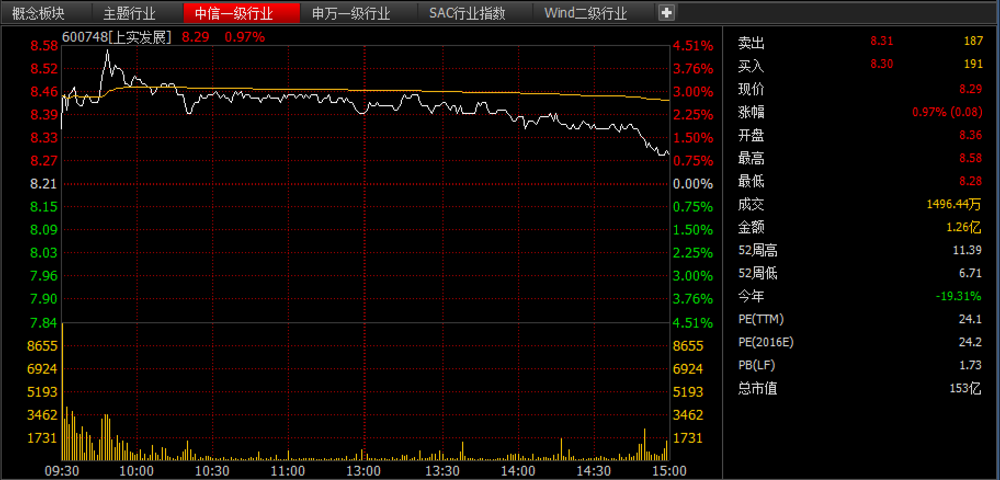 概念板块 主题行业 中信一级行业 申万一级行业 SAC行业指数 Wind二级行业
600748[上实发展] 8.29 0.97%
8.58 4.51%
8.52 3.76%
8.46 3.00%
8.39 2.25%
8.33 1.50%
8.27 0.75%
8.21 0.00%
8.15 0.75%
8.09 1.50%
8.03 2.25%
7.96 3.00%
7.90 3.76%
7.84 4.51%
8655 8655
6924 6924
5193 5193
3462 3462
1731 1731
09:30 10:00 10:30 11:00 13:00 13:30 14:00 14:30 15:00
卖出 8.31 187
买入 8.30 191
现价 8.29
涨幅 0.97% (0.08)
开盘 8.36
最高 8.58
最低 8.28
成交 1496.44万
金额 1.26亿
52周高 11.39
52周低 6.71
今年 -19.31%
PE(TTM) 24.1
PE(2016E) 24.2
PB(LF) 1.73
总市值 153亿